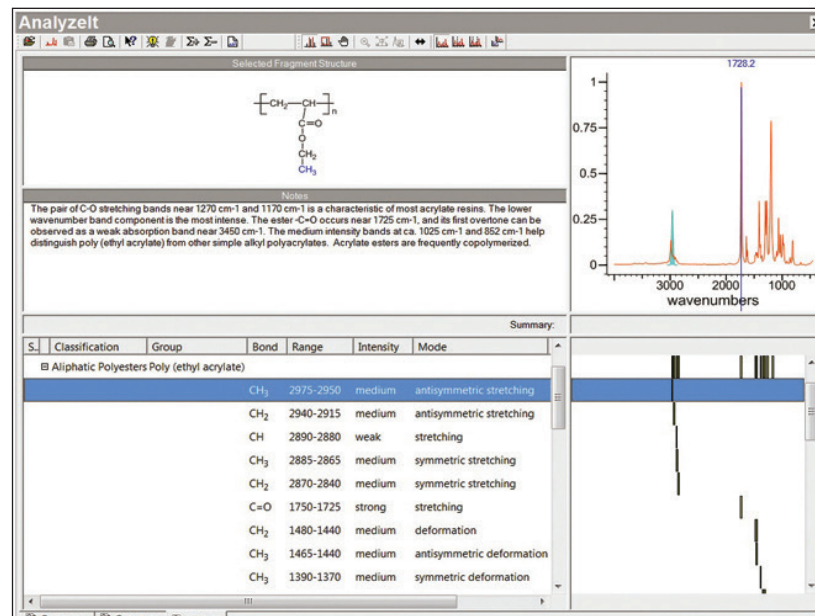 AnalyzeIt
Selected Fragment Structure
CH2 CH
n
C=O
O
CH2
CH3
Notes
The pair of C-O stretching bands near 1270 cm-1 and 1170 cm-1 is a characteristic of most acrylate resins. The lower
wavenumber band component is the most intense. The ester -C=O occurs near 1725 cm-1, and its first overtone can be
observed as a weak absorption band near 3450 cm-1. The medium intensity bands at ca. 1025 cm-1 and 852 cm-1 help
distinguish poly (ethyl acrylate) from other simple alkyl polyacrylates. Acrylate esters are frequently copolymerized.
1728.2
1
0.75
0.5
0.25
0
3000 2000 1000
wavenumbers
Summary:
S.. Classification Group Bond Range Intensity Mode
Aliphatic Polyesters Poly (ethyl acrylate)
CH3 2975-2950 medium antisymmetric stretching
CH2 2940-2915 medium antisymmetric stretching
CH 2890-2880 weak stretching
CH3 2885-2865 medium symmetric stretching
CH2 2870-2840 medium symmetric stretching
C=O 1750-1725 strong stretching
CH2 1480-1440 medium deformation
CH3 1465-1440 medium antisymmetric deformation
CH3 1390-1370 medium symmetric deformation